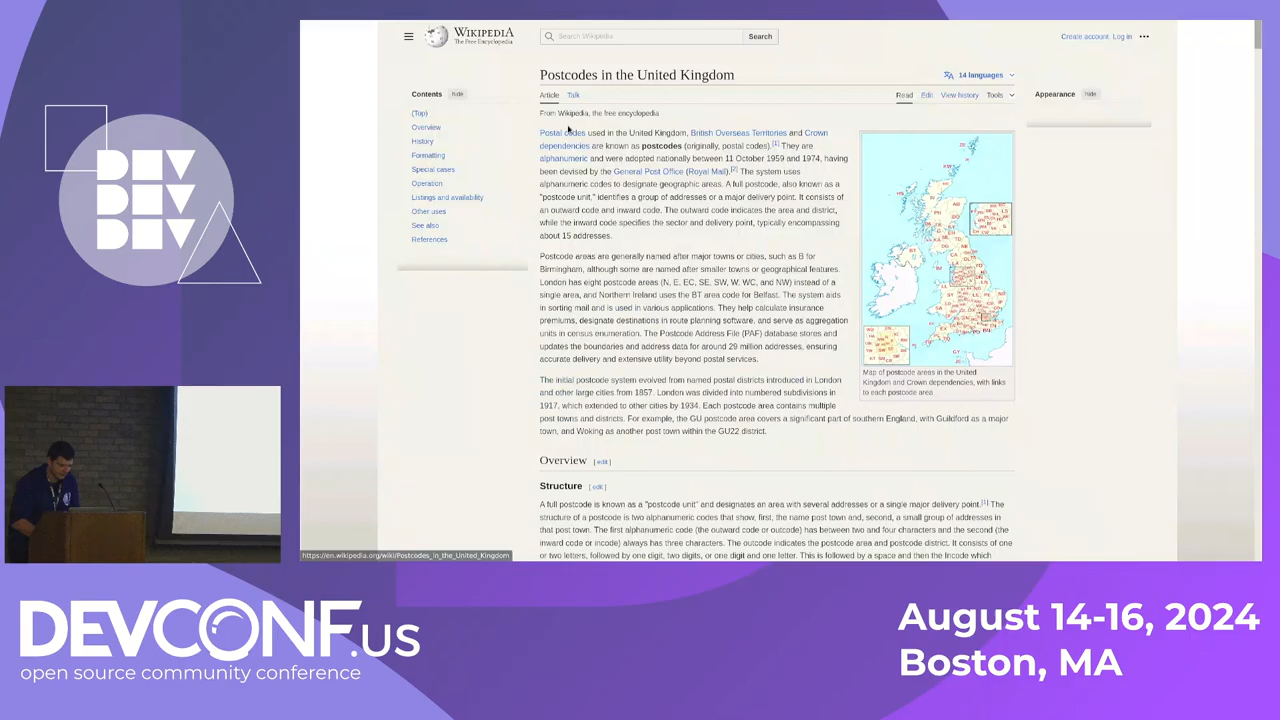 WIKIPEDIA
The Free Encyclopedia
Search Wikipedia
Search
Create account Log in
Postcodes in the United Kingdom
14 languages
Article Talk
Read Edit View history Tools
From Wikipedia, the free encyclopedia
Contents hide
(Top)
Overview
History
Formatting
Special cases
Operation
Listings and availability
Other uses
See also
References
Appearance hide
Postal codes used in the United Kingdom, British Overseas Territories and Crown
dependencies are known as postcodes (originally, postal codes).[1] They are
alphanumeric and were adopted nationally between 11 October 1959 and 1974, having
been devised by the General Post Office (Royal Mail).[2] The system uses
alphanumeric codes to designate geographic areas. A full postcode, also known as a
"postcode unit," identifies a group of addresses or a major delivery point. It consists of
an outward code and inward code. The outward code indicates the area and district,
while the inward code specifies the sector and delivery point, typically encompassing
about 15 addresses.
Postcode areas are generally named after major towns or cities, such as B for
Birmingham, although some are named after smaller towns or geographical features.
London has eight postcode areas (N, E, EC, SE, SW, W, WC, and NW) instead of a
single area, and Northern Ireland uses the BT area code for Belfast. The system aids
in sorting mail and is used in various applications. They help calculate insurance
premiums, designate destinations in route planning software, and serve as aggregation
units in census enumeration. The Postcode Address File (PAF) database stores and
updates the boundaries and address data for around 29 million addresses, ensuring
accurate delivery and extensive utility beyond postal services.
Map of postcode areas in the United
Kingdom and Crown dependencies, with links
to each postcode area
The initial postcode system evolved from named postal districts introduced in London
and other large cities from 1857. London was divided into numbered subdivisions in
1917, which extended to other cities by 1934. Each postcode area contains multiple
post towns and districts. For example, the GU postcode area covers a significant part of southern England, with Guildford as a major
town, and Woking as another post town within the GU22 district.
Overview [ edit ]
Structure [ edit ]
A full postcode is known as a "postcode unit" and designates an area with several addresses or a single major delivery point.[1] The
structure of a postcode is two alphanumeric codes that show, first, the name post town and, second, a small group of addresses in
that post town. The first alphanumeric code (the outward code or outcode) has between two and four characters and the second (the
inward code or incode) always has three characters. The outcode indicates the postcode area and postcode district. It consists of one
or two letters, followed by one digit, two digits, or one digit and one letter. This is followed by a space and then the Incode which
https://en.wikipedia.org/wiki/Postcodes_in_the_United_Kingdom
DEV
DEV
DEV
DEVCONF.US
open source community conference
August 14-16, 2024
Boston, MA